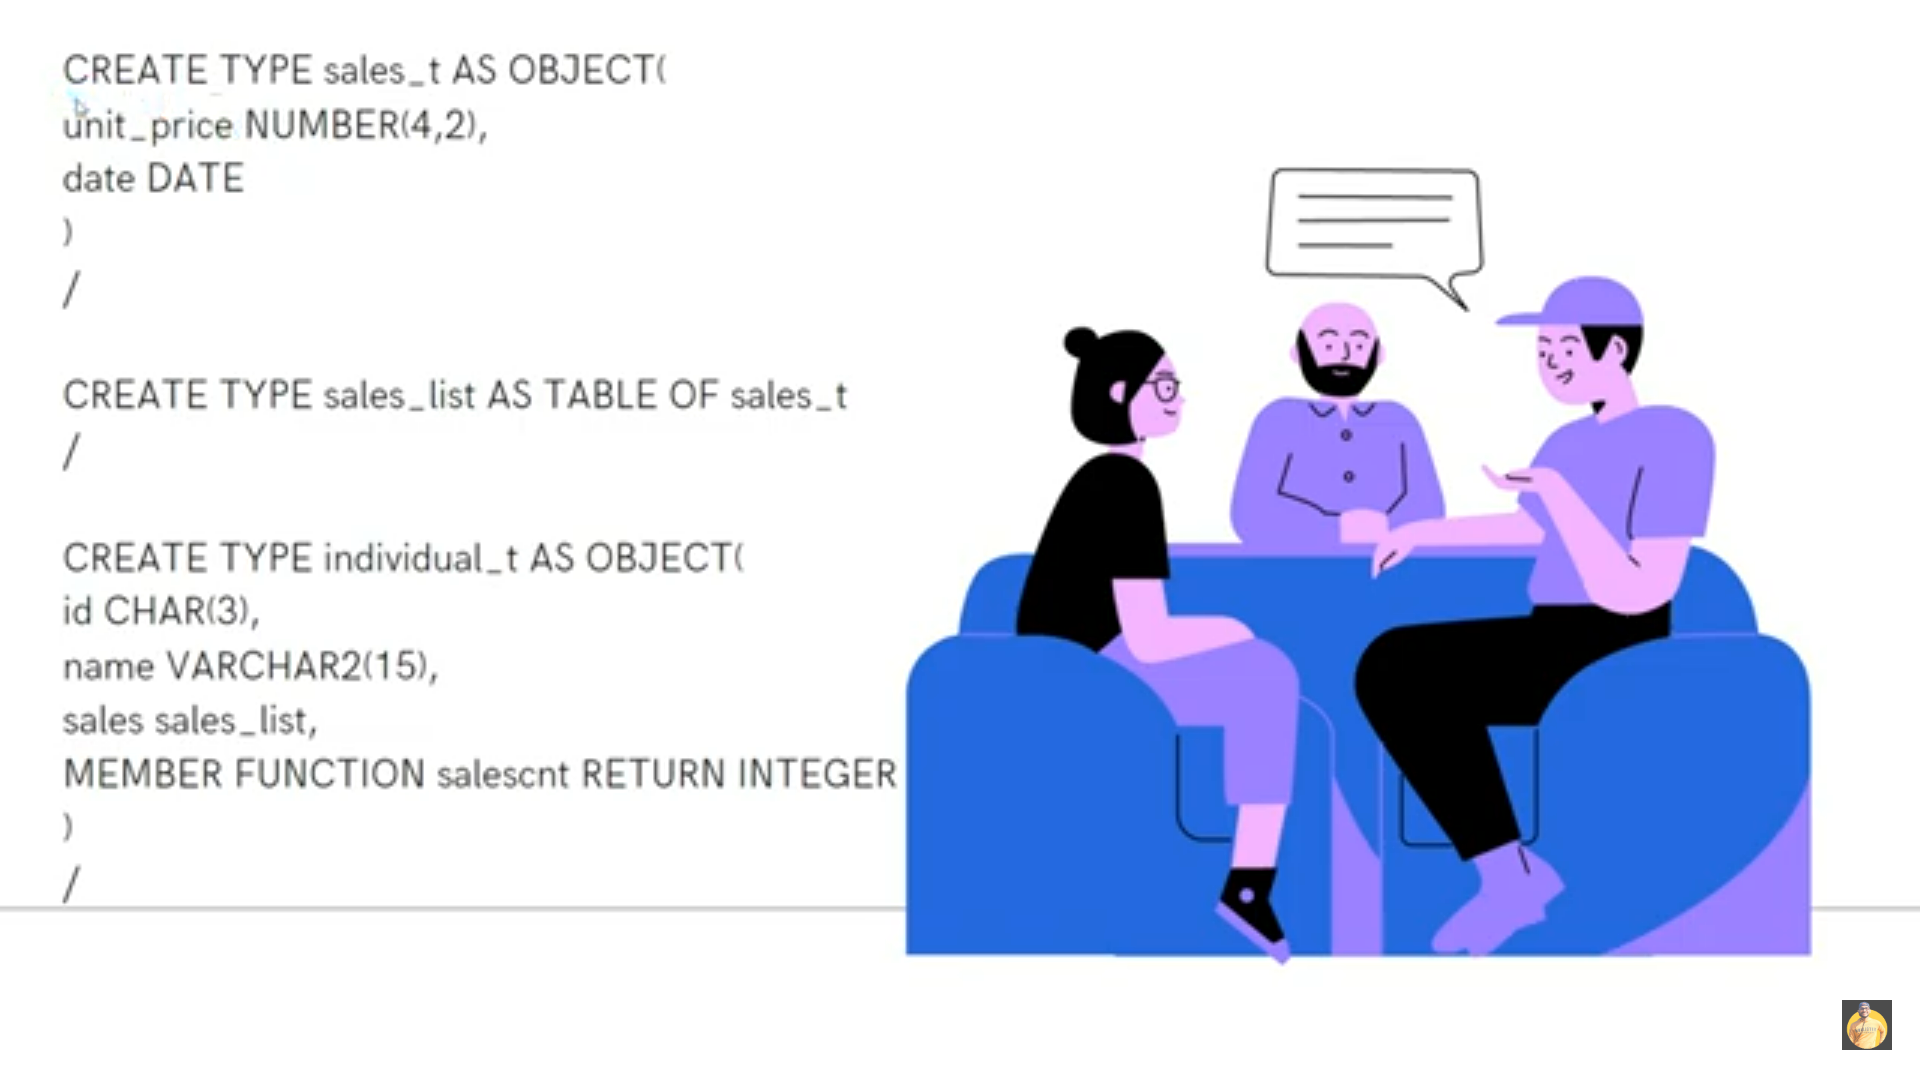 CREATE TYPE sales_t AS OBJECT(
unit_price NUMBER(4,2),
date DATE
)
/
CREATE TYPE sales_list AS TABLE OF sales_t
/
CREATE TYPE individual_t AS OBJECT(
id CHAR(3),
name VARCHAR2(15),
sales sales_list,
MEMBER FUNCTION salescnt RETURN INTEGER
)
/